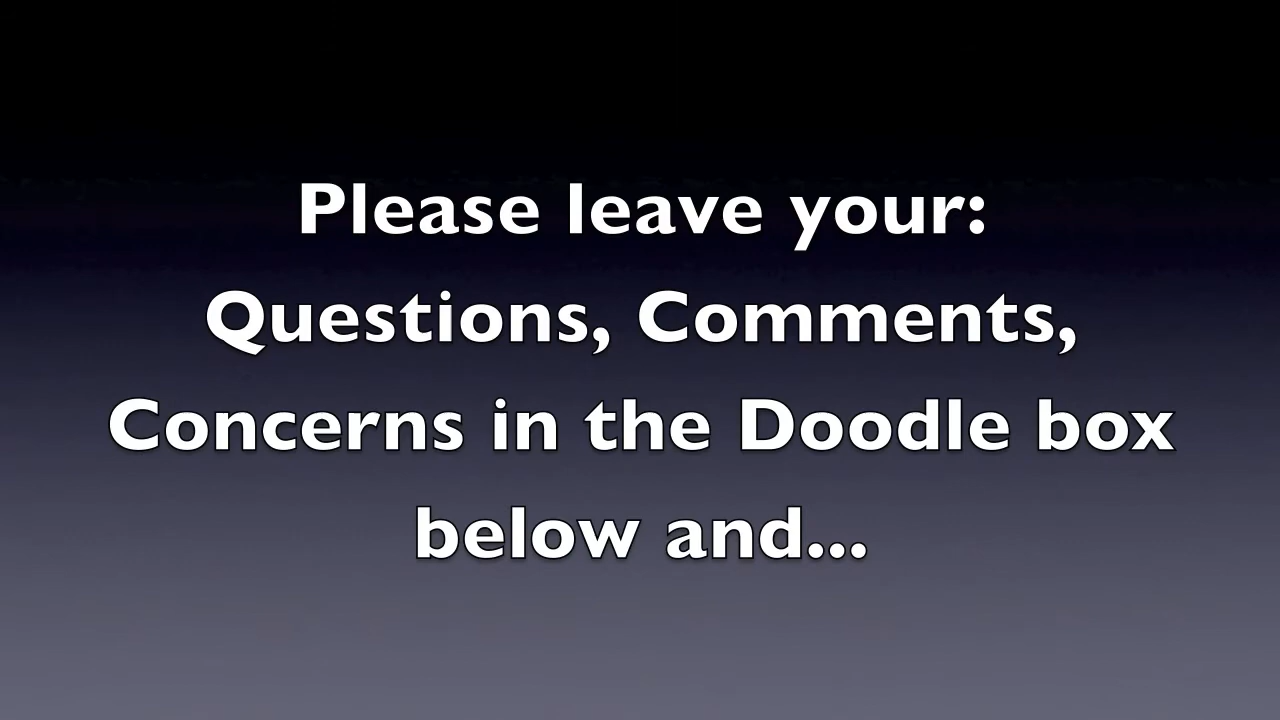 Please leave your:
Questions, Comments,
Concerns in the Doodle box
below and...